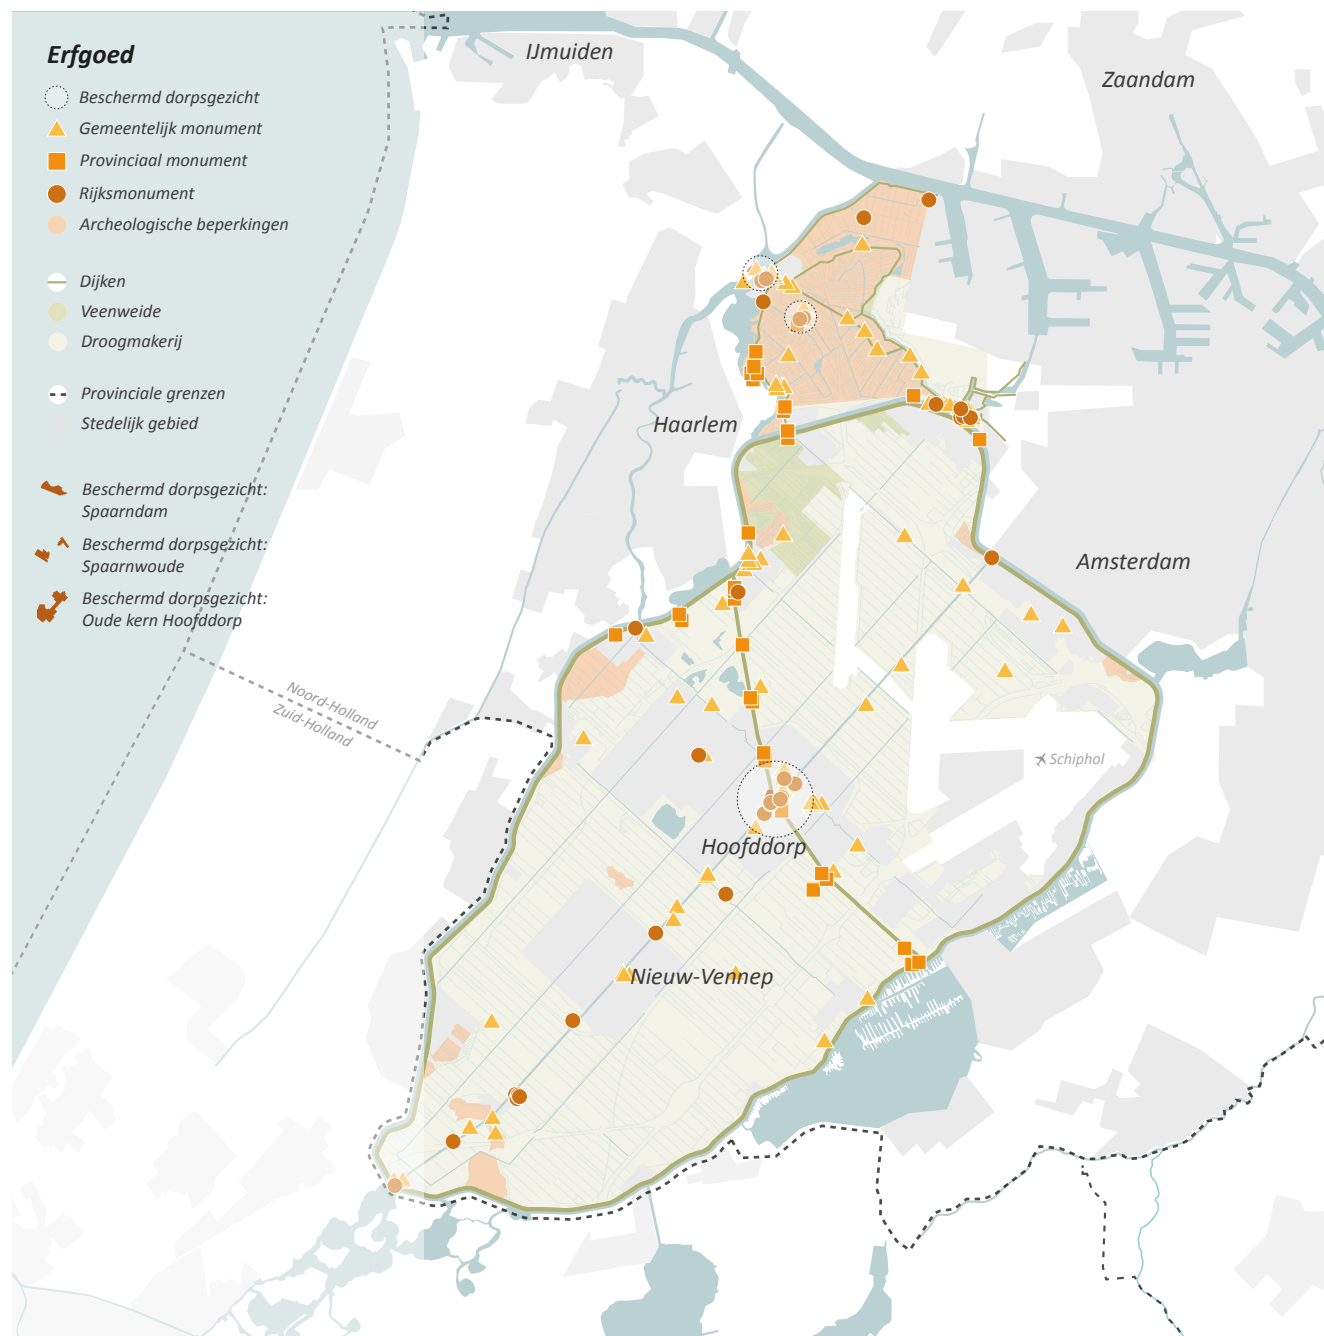 Erfgoed
Beschermd dorpsgezicht
Gemeentelijk monument
Provinciaal monument
Rijksmonument
Archeologische beperkingen
Dijken
Veenweide
Droogmakerij
Provinciale grenzen
Stedelijk gebied
Beschermd dorpsgezicht:
Spaarndam
Beschermd dorpsgezicht:
Spaarnwoude
Beschermd dorpsgezicht:
Oude kern Hoofddorp
IJmuiden
Zaandam
Haarlem
Amsterdam
Noord-Holland
Zuid-Holland
Schiphol
Hoofddorp
Nieuw-Vennep